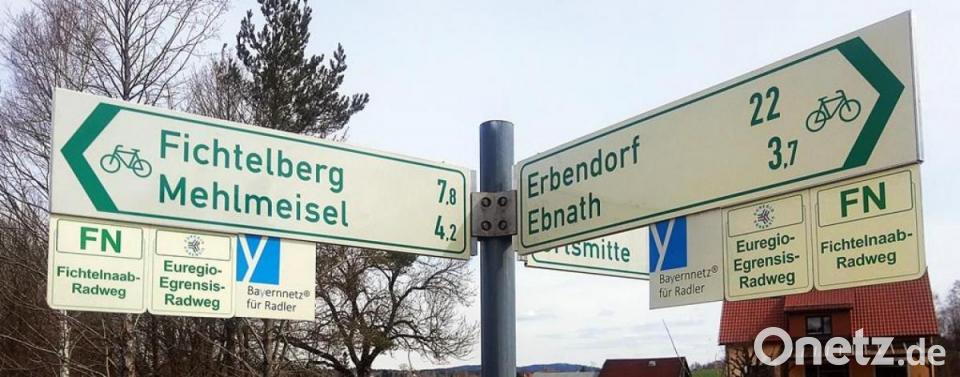 Fichtelberg 7,8
Mehlmeisel 4,2
FN
Fichtelnaab-
Radweg
Euregio-
Egrensis-
Radweg
y
Bayernnetz®
für Radler
Erbendorf 22
Ebnath 3,7
rtsmitte
y
Bayernnetz®
für Radler
Euregio-
Egrensis-
Radweg
FN
Fichtelnaab-
Radweg
Onetz.de